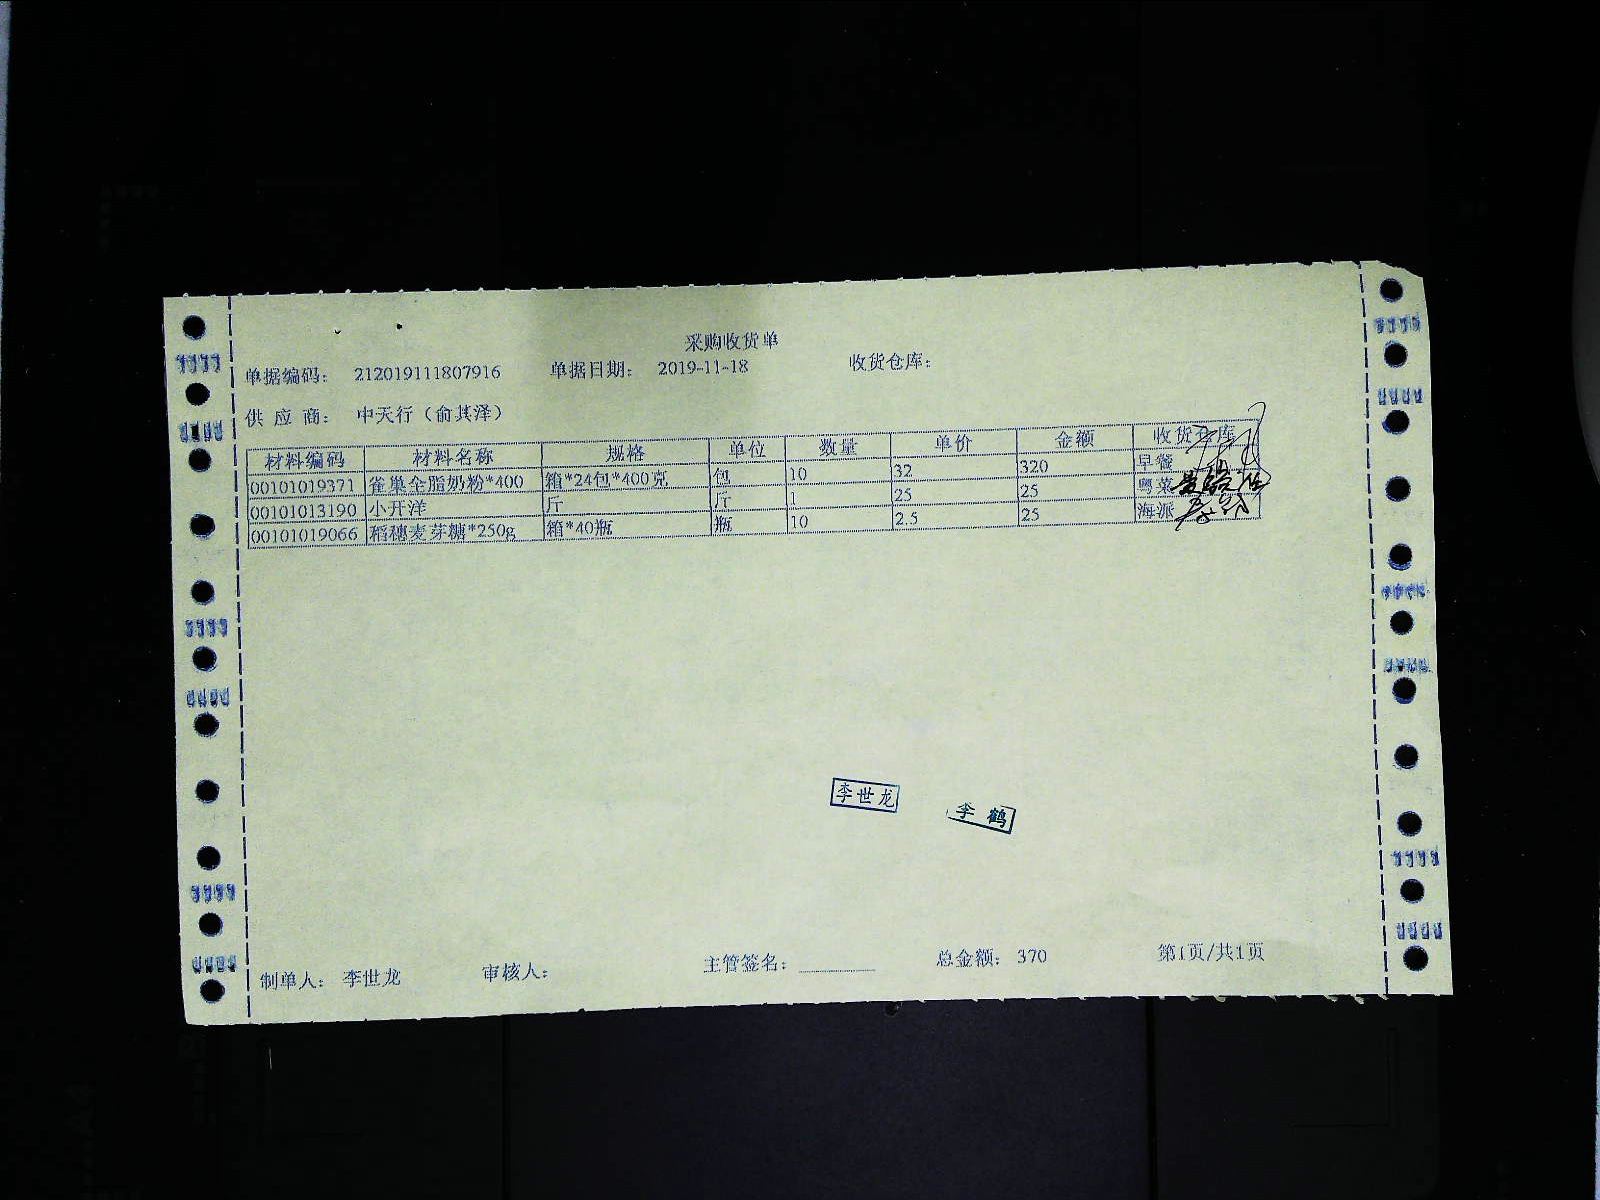 采购收货单
单据编码： 212019111807916 单据日期： 2019-11-18 收货仓库：
供 应 商： 中天行（俞其泽）
材料编码 材料名称 规格 单位 数量 单价 金额 收货仓库
00101019371 雀巢全脂奶粉*400 箱*24包*400克 包 10 32 320 早餐
00101013190 小开洋 斤 斤 1 25 25 粤菜
00101019066 稻穗麦芽糖*250g 箱*40瓶 瓶 10 2.5 25 海派
李世龙 李鹤
制单人： 李世龙 审核人： 主管签名： 总金额： 370 第1页/共1页